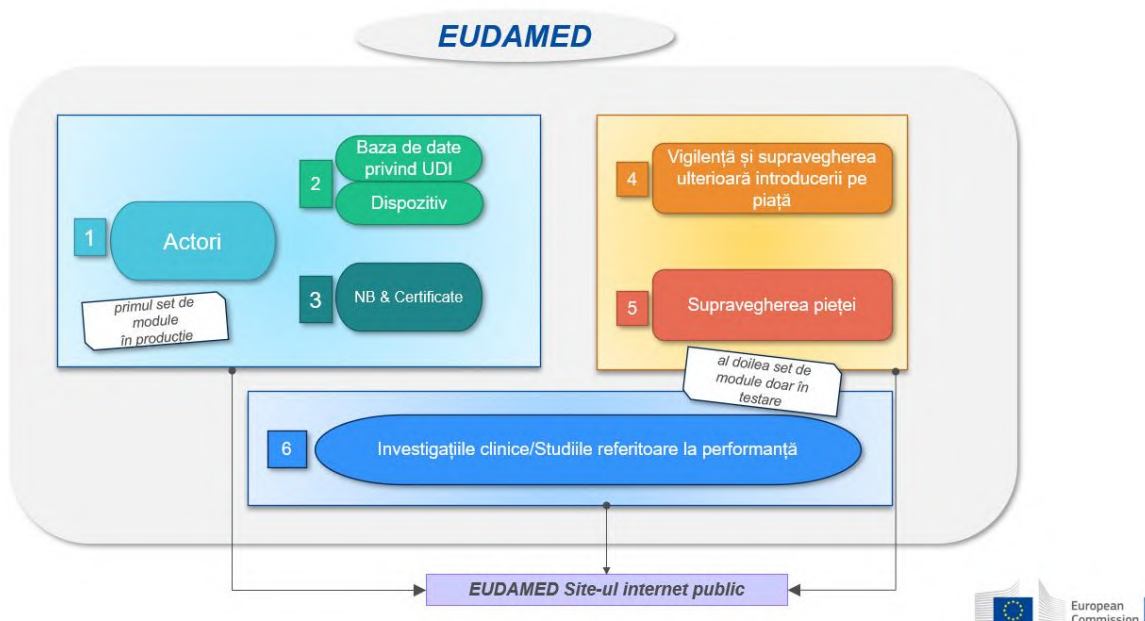 EUDAMED
1
Actori
primul set de
module
în producție
2
Baza de date
privind UDI
Dispozitiv
3
NB & Certificate
4
Vigilență și supravegherea
ulterioară introducerii pe
piață
5
Supravegherea pieței
al doilea set de
module doar în
testare
6
Investigațiile clinice/Studiile referitoare la performanță
EUDAMED Site-ul internet public
European
Commission